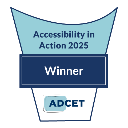 Accessibility in
Action 2025
Winner
ADCET